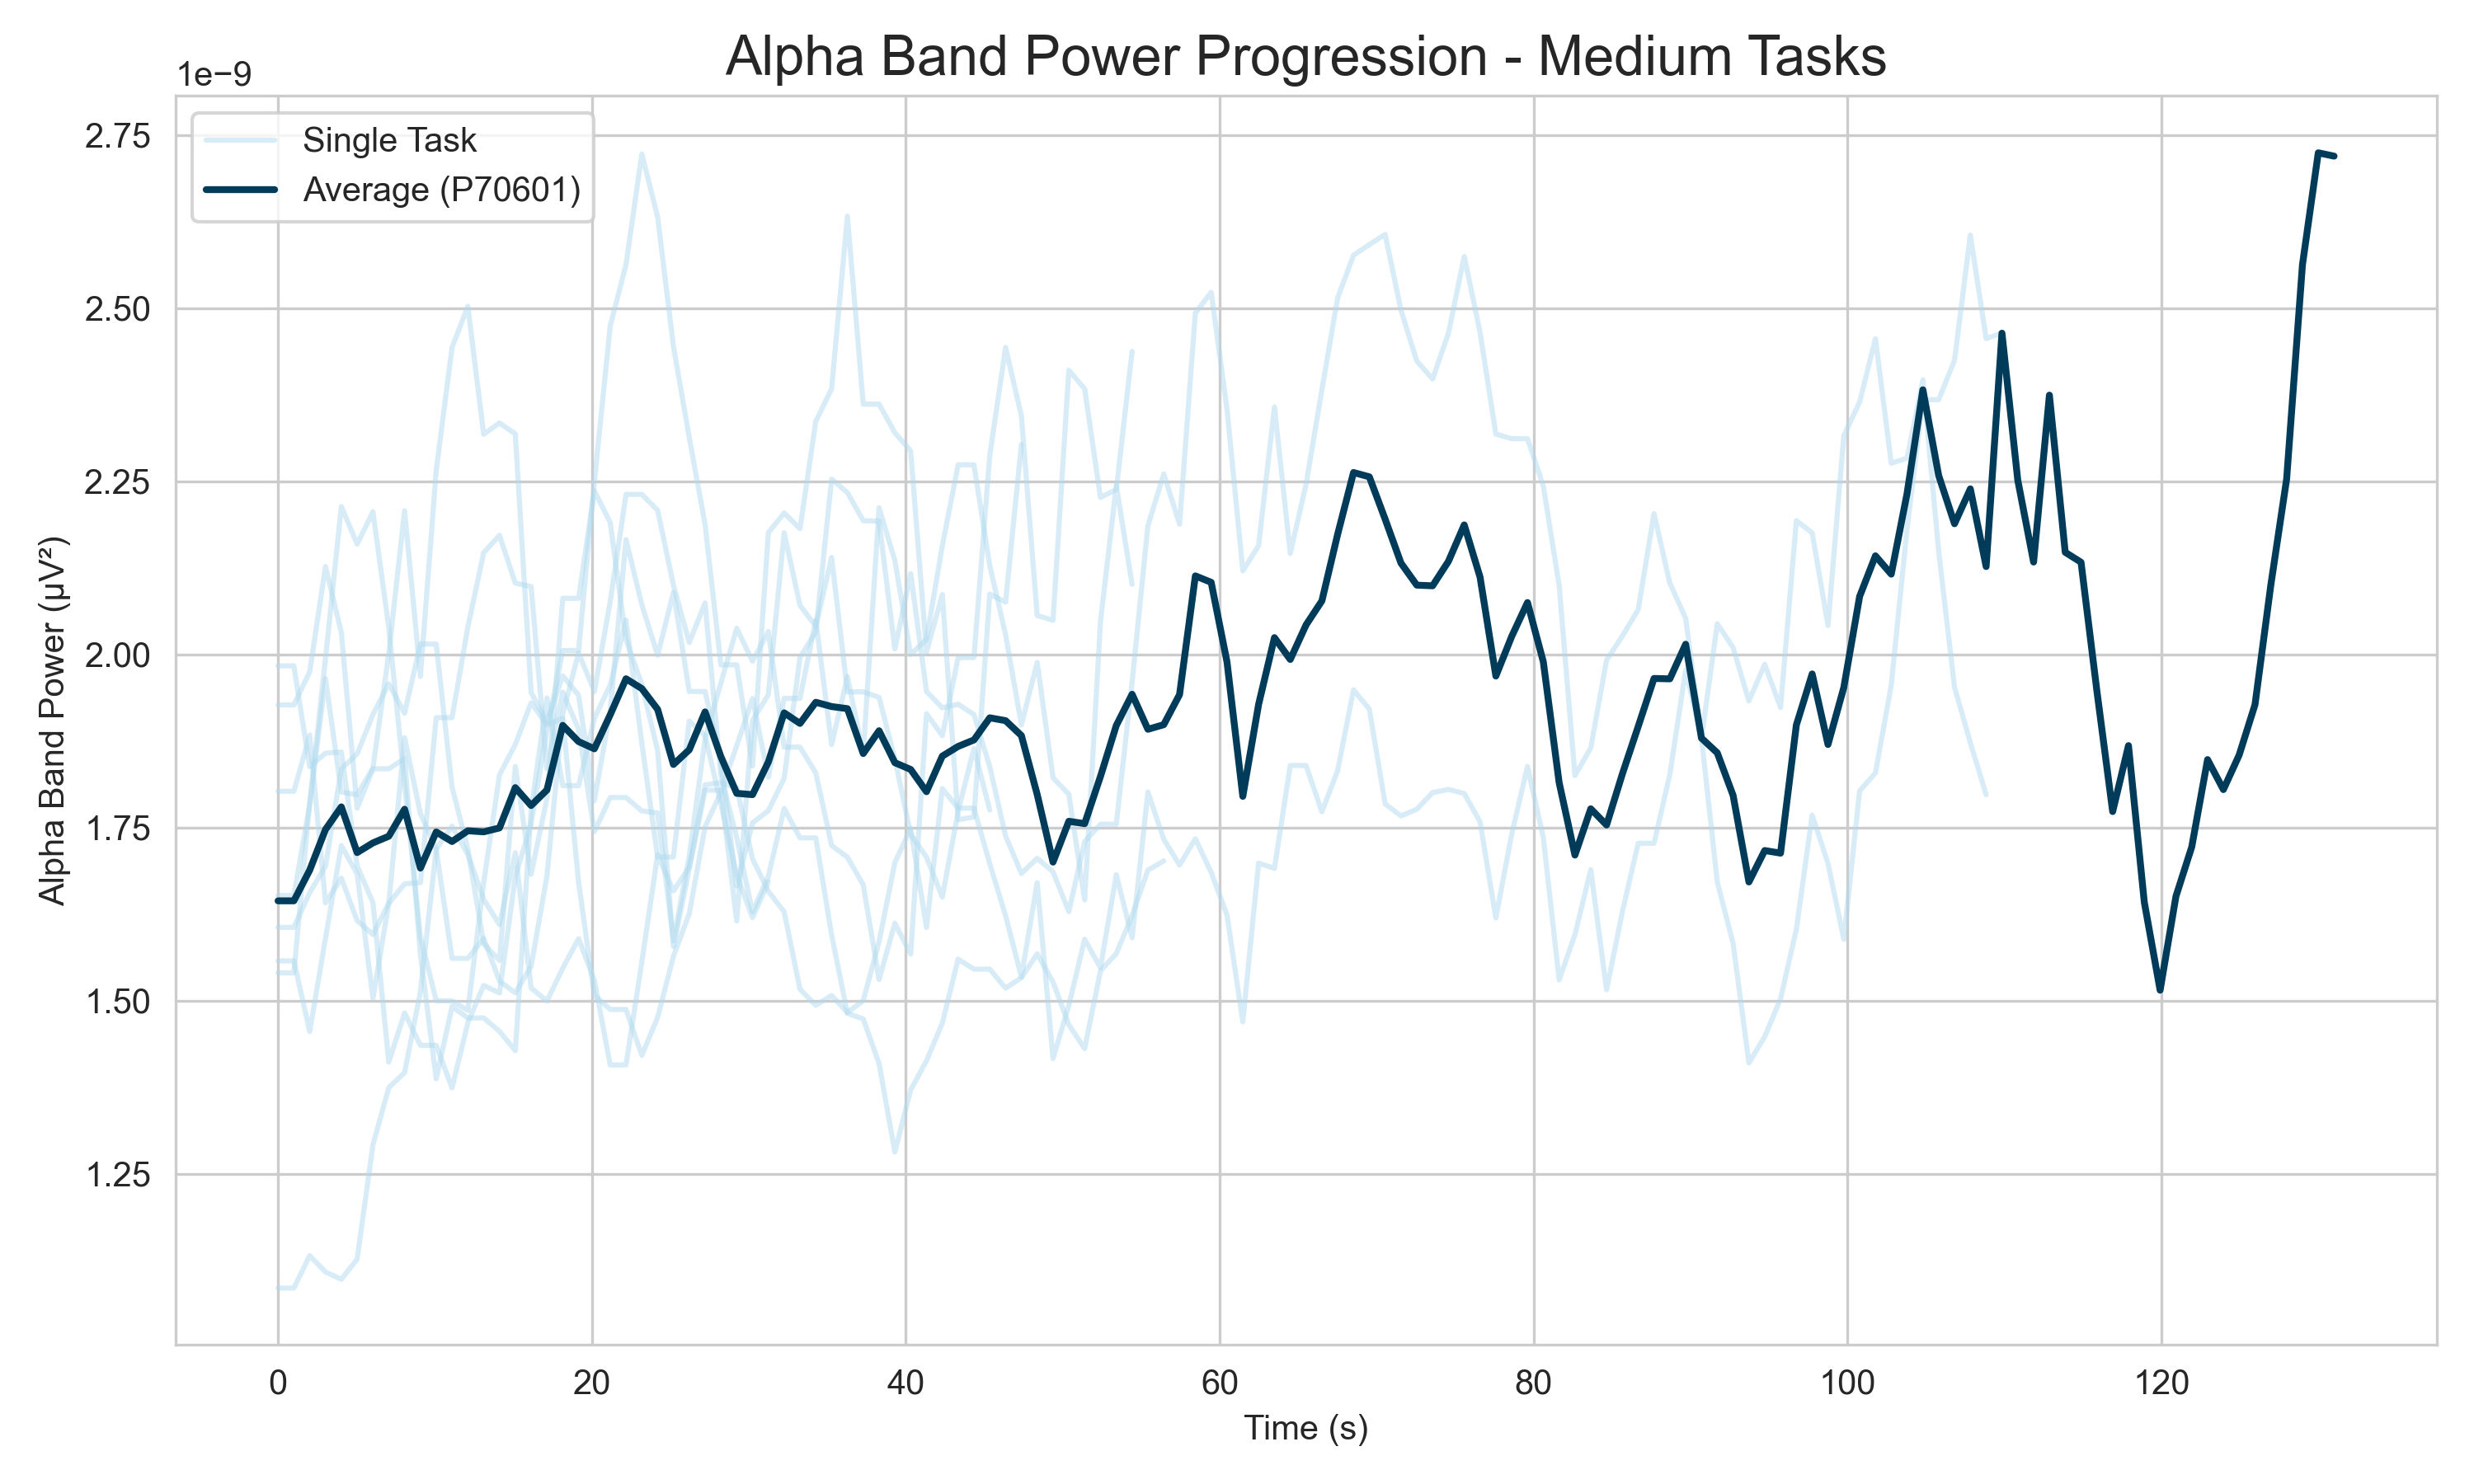 Alpha Band Power Progression - Medium Tasks
1e−9
Single Task
Average (P70601)
2.75
2.50
2.25
2.00
1.75
1.50
1.25
Alpha Band Power (µV²)
0 20 40 60 80 100 120
Time (s)